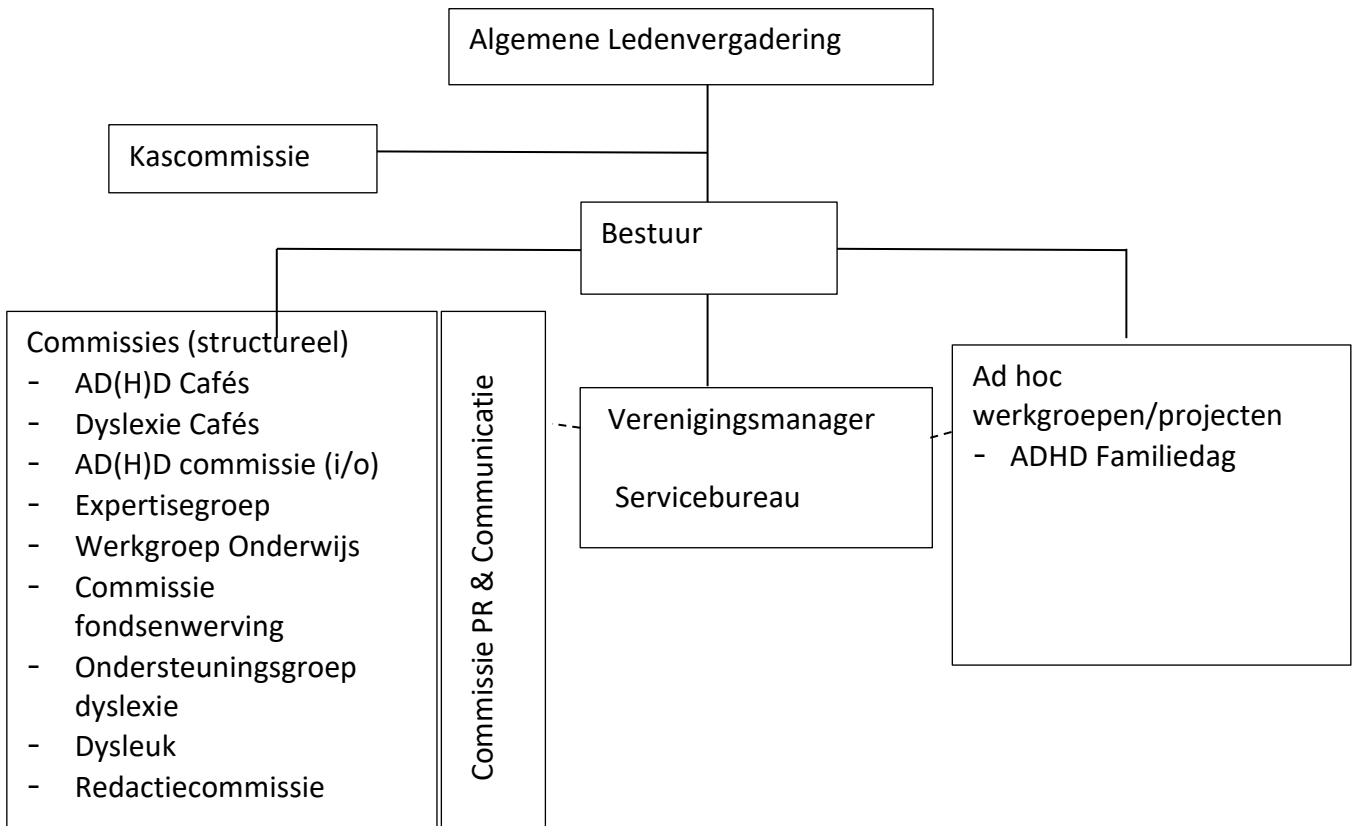 Algemene Ledenvergadering
Kascommissie
Bestuur
Commissies (structureel)
- AD(H)D Cafés
- Dyslexie Cafés
- AD(H)D commissie (i/o)
- Expertisegroep
- Werkgroep Onderwijs
- Commissie
fondsenwerving
- Ondersteuningsgroep
dyslexie
- Dysleuk
- Redactiecommissie
Commissie PR & Communicatie
Verenigingsmanager
Servicebureau
Ad hoc
werkgroepen/projecten
- ADHD Familiedag